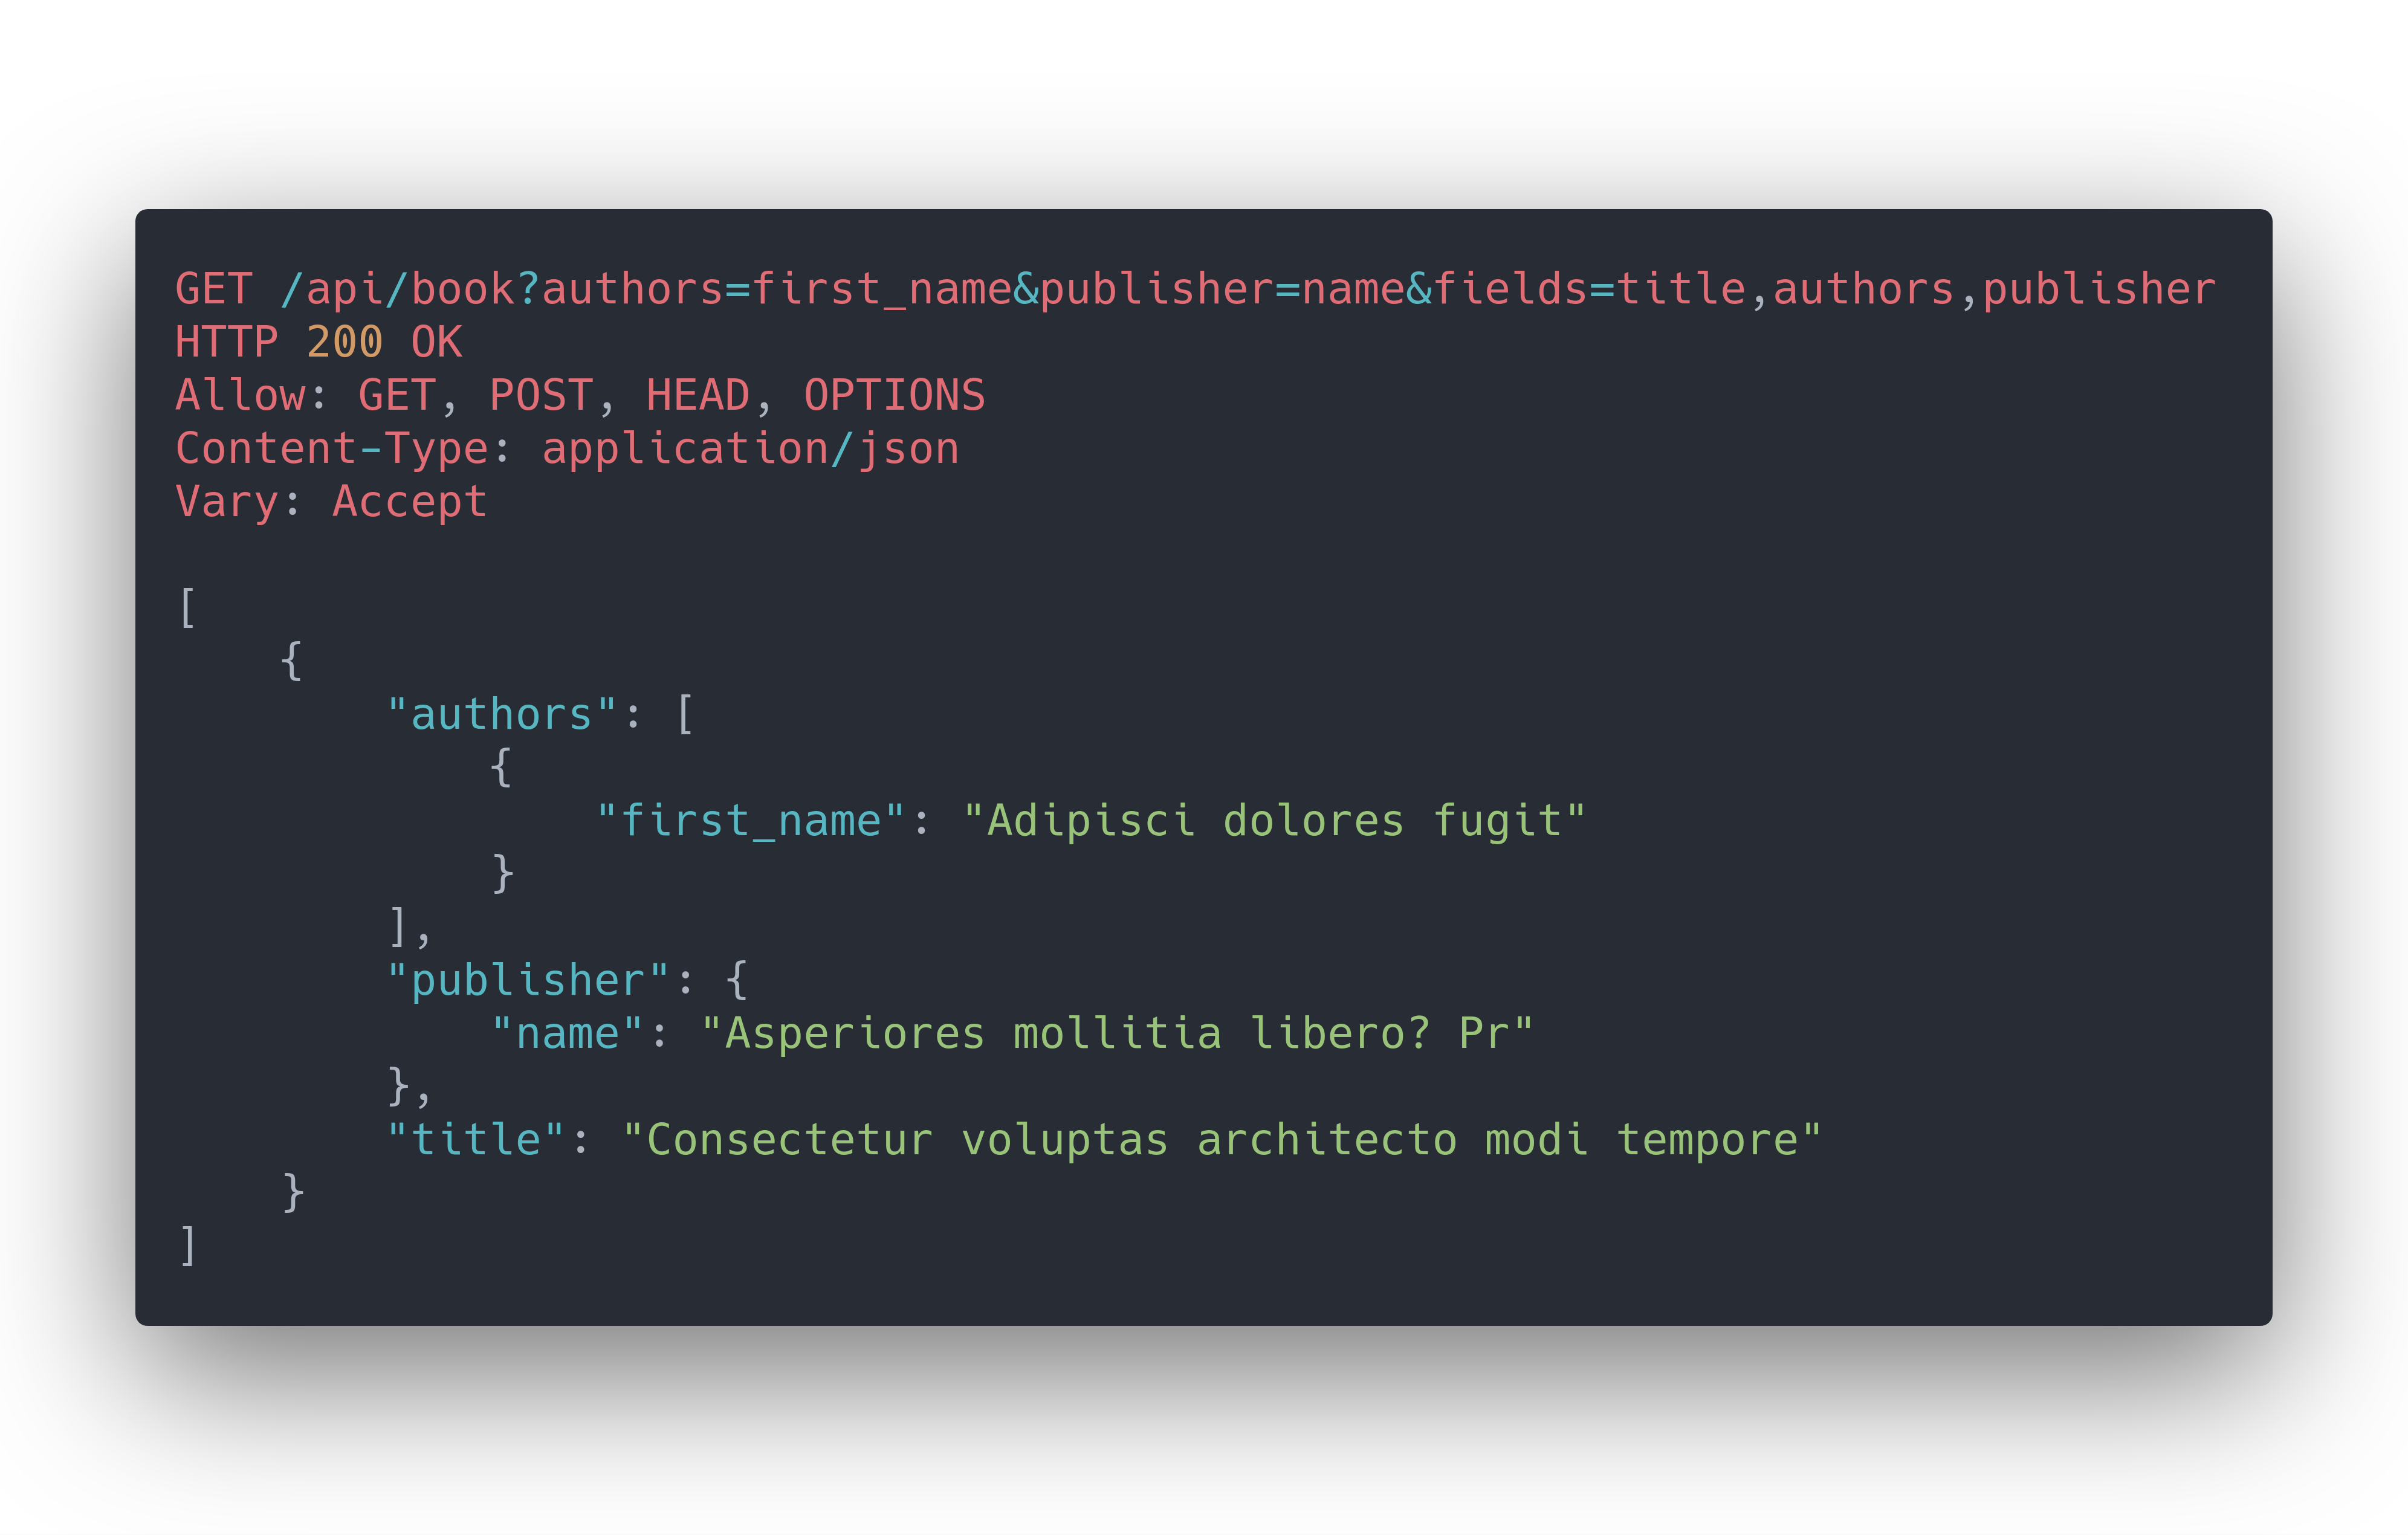 GET /api/book?authors=first_name&publisher=name&fields=title,authors,publisher
HTTP 200 OK
Allow: GET, POST, HEAD, OPTIONS
Content-Type: application/json
Vary: Accept

[
    {
        "authors": [
            {
                "first_name": "Adipisci dolores fugit"
            }
        ],
        "publisher": {
            "name": "Asperiores mollitia libero? Pr"
        },
        "title": "Consectetur voluptas architecto modi tempore"
    }
]